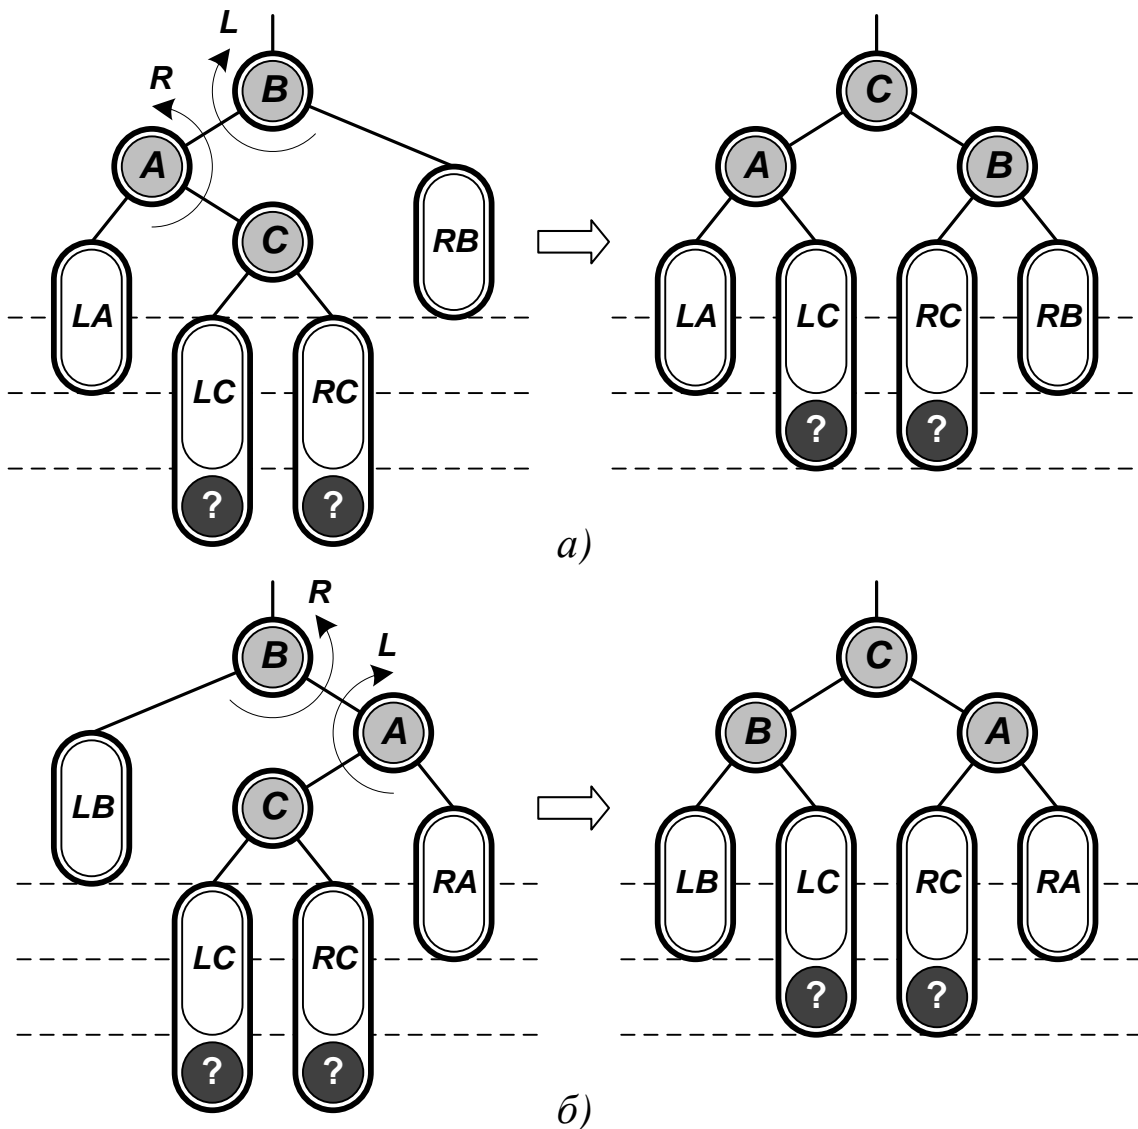 L
R B C
A A B
C
RB
LA LA LC RC RB
LC RC
? ?
? ?
а)
R
B L C
A B A
C
LB
RA LB LC RC RA
LC RC
? ?
? ?
б)